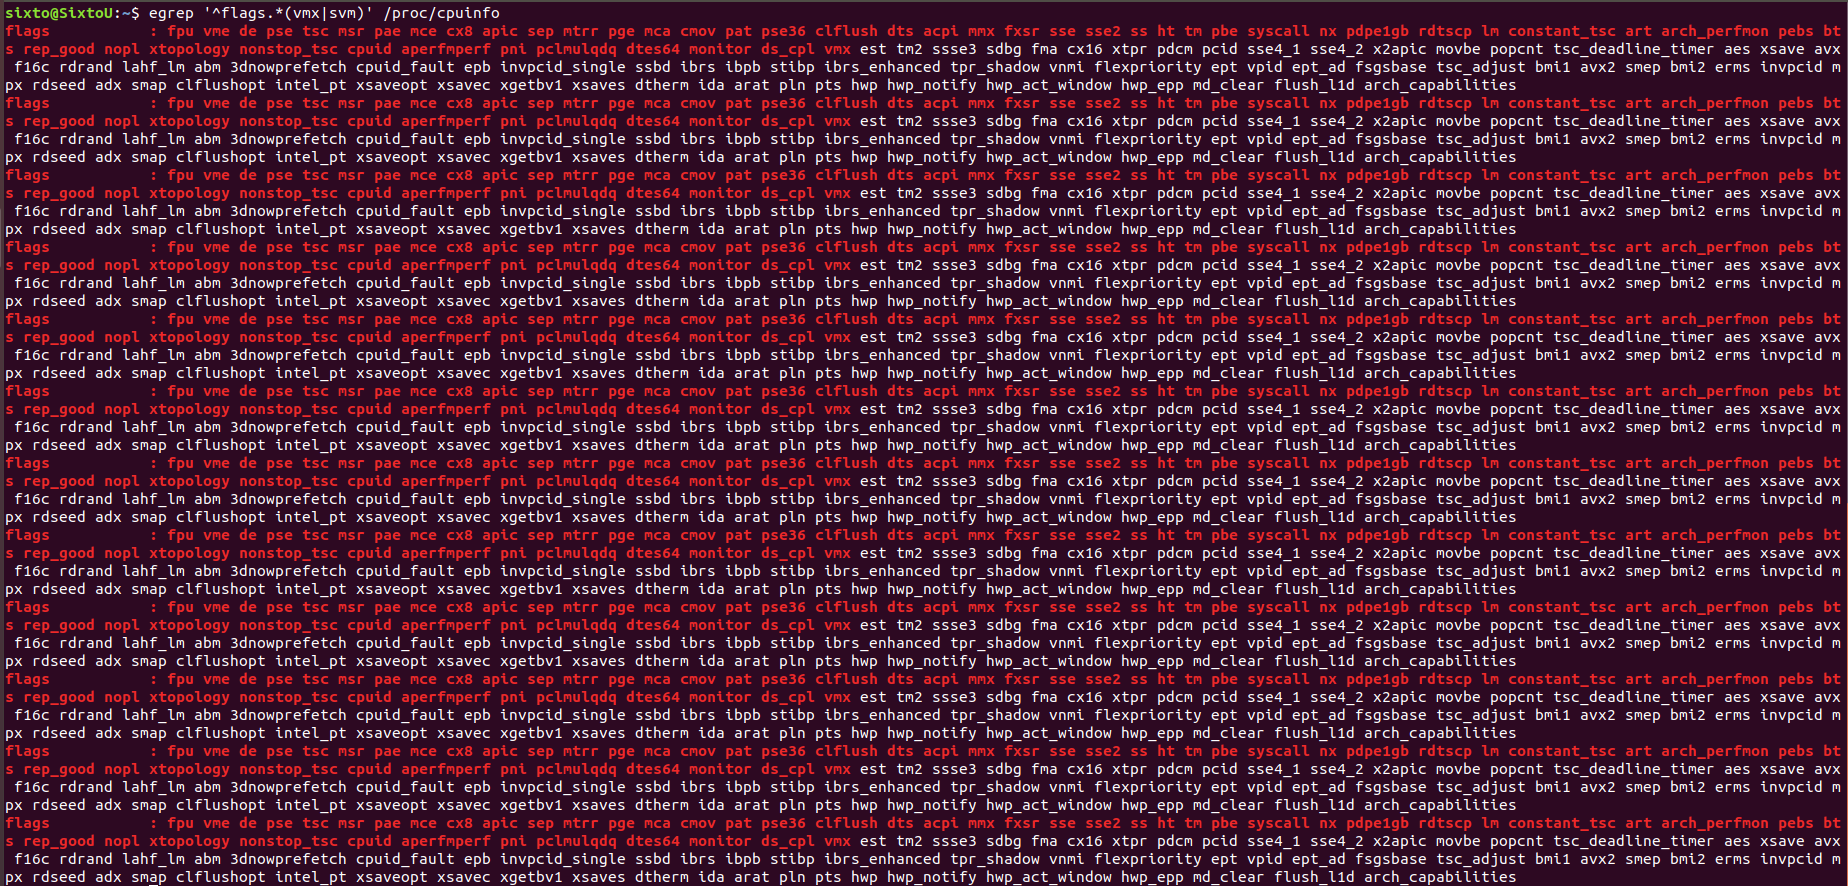 sixto@SixtoU:~$ egrep '^flags.*(vmx|svm)' /proc/cpuinfo
flags           : fpu vme de pse tsc msr pae mce cx8 apic sep mtrr pge mca cmov pat pse36 clflush dts acpi mmx fxsr sse sse2 ss ht tm pbe syscall nx pdpe1gb rdtscp lm constant_tsc art arch_perfmon pebs bt
s rep_good nopl xtopology nonstop_tsc cpuid aperfmperf pni pclmulqdq dtes64 monitor ds_cpl vmx est tm2 ssse3 sdbg fma cx16 xtpr pdcm pcid sse4_1 sse4_2 x2apic movbe popcnt tsc_deadline_timer aes xsave avx
 f16c rdrand lahf_lm abm 3dnowprefetch cpuid_fault epb invpcid_single ssbd ibrs ibpb stibp ibrs_enhanced tpr_shadow vnmi flexpriority ept vpid ept_ad fsgsbase tsc_adjust bmi1 avx2 smep bmi2 erms invpcid m
px rdseed adx smap clflushopt intel_pt xsaveopt xsavec xgetbv1 xsaves dtherm ida arat pln pts hwp hwp_notify hwp_act_window hwp_epp md_clear flush_l1d arch_capabilities
flags           : fpu vme de pse tsc msr pae mce cx8 apic sep mtrr pge mca cmov pat pse36 clflush dts acpi mmx fxsr sse sse2 ss ht tm pbe syscall nx pdpe1gb rdtscp lm constant_tsc art arch_perfmon pebs bt
s rep_good nopl xtopology nonstop_tsc cpuid aperfmperf pni pclmulqdq dtes64 monitor ds_cpl vmx est tm2 ssse3 sdbg fma cx16 xtpr pdcm pcid sse4_1 sse4_2 x2apic movbe popcnt tsc_deadline_timer aes xsave avx
 f16c rdrand lahf_lm abm 3dnowprefetch cpuid_fault epb invpcid_single ssbd ibrs ibpb stibp ibrs_enhanced tpr_shadow vnmi flexpriority ept vpid ept_ad fsgsbase tsc_adjust bmi1 avx2 smep bmi2 erms invpcid m
px rdseed adx smap clflushopt intel_pt xsaveopt xsavec xgetbv1 xsaves dtherm ida arat pln pts hwp hwp_notify hwp_act_window hwp_epp md_clear flush_l1d arch_capabilities
flags           : fpu vme de pse tsc msr pae mce cx8 apic sep mtrr pge mca cmov pat pse36 clflush dts acpi mmx fxsr sse sse2 ss ht tm pbe syscall nx pdpe1gb rdtscp lm constant_tsc art arch_perfmon pebs bt
s rep_good nopl xtopology nonstop_tsc cpuid aperfmperf pni pclmulqdq dtes64 monitor ds_cpl vmx est tm2 ssse3 sdbg fma cx16 xtpr pdcm pcid sse4_1 sse4_2 x2apic movbe popcnt tsc_deadline_timer aes xsave avx
 f16c rdrand lahf_lm abm 3dnowprefetch cpuid_fault epb invpcid_single ssbd ibrs ibpb stibp ibrs_enhanced tpr_shadow vnmi flexpriority ept vpid ept_ad fsgsbase tsc_adjust bmi1 avx2 smep bmi2 erms invpcid m
px rdseed adx smap clflushopt intel_pt xsaveopt xsavec xgetbv1 xsaves dtherm ida arat pln pts hwp hwp_notify hwp_act_window hwp_epp md_clear flush_l1d arch_capabilities
flags           : fpu vme de pse tsc msr pae mce cx8 apic sep mtrr pge mca cmov pat pse36 clflush dts acpi mmx fxsr sse sse2 ss ht tm pbe syscall nx pdpe1gb rdtscp lm constant_tsc art arch_perfmon pebs bt
s rep_good nopl xtopology nonstop_tsc cpuid aperfmperf pni pclmulqdq dtes64 monitor ds_cpl vmx est tm2 ssse3 sdbg fma cx16 xtpr pdcm pcid sse4_1 sse4_2 x2apic movbe popcnt tsc_deadline_timer aes xsave avx
 f16c rdrand lahf_lm abm 3dnowprefetch cpuid_fault epb invpcid_single ssbd ibrs ibpb stibp ibrs_enhanced tpr_shadow vnmi flexpriority ept vpid ept_ad fsgsbase tsc_adjust bmi1 avx2 smep bmi2 erms invpcid m
px rdseed adx smap clflushopt intel_pt xsaveopt xsavec xgetbv1 xsaves dtherm ida arat pln pts hwp hwp_notify hwp_act_window hwp_epp md_clear flush_l1d arch_capabilities
flags           : fpu vme de pse tsc msr pae mce cx8 apic sep mtrr pge mca cmov pat pse36 clflush dts acpi mmx fxsr sse sse2 ss ht tm pbe syscall nx pdpe1gb rdtscp lm constant_tsc art arch_perfmon pebs bt
s rep_good nopl xtopology nonstop_tsc cpuid aperfmperf pni pclmulqdq dtes64 monitor ds_cpl vmx est tm2 ssse3 sdbg fma cx16 xtpr pdcm pcid sse4_1 sse4_2 x2apic movbe popcnt tsc_deadline_timer aes xsave avx
 f16c rdrand lahf_lm abm 3dnowprefetch cpuid_fault epb invpcid_single ssbd ibrs ibpb stibp ibrs_enhanced tpr_shadow vnmi flexpriority ept vpid ept_ad fsgsbase tsc_adjust bmi1 avx2 smep bmi2 erms invpcid m
px rdseed adx smap clflushopt intel_pt xsaveopt xsavec xgetbv1 xsaves dtherm ida arat pln pts hwp hwp_notify hwp_act_window hwp_epp md_clear flush_l1d arch_capabilities
flags           : fpu vme de pse tsc msr pae mce cx8 apic sep mtrr pge mca cmov pat pse36 clflush dts acpi mmx fxsr sse sse2 ss ht tm pbe syscall nx pdpe1gb rdtscp lm constant_tsc art arch_perfmon pebs bt
s rep_good nopl xtopology nonstop_tsc cpuid aperfmperf pni pclmulqdq dtes64 monitor ds_cpl vmx est tm2 ssse3 sdbg fma cx16 xtpr pdcm pcid sse4_1 sse4_2 x2apic movbe popcnt tsc_deadline_timer aes xsave avx
 f16c rdrand lahf_lm abm 3dnowprefetch cpuid_fault epb invpcid_single ssbd ibrs ibpb stibp ibrs_enhanced tpr_shadow vnmi flexpriority ept vpid ept_ad fsgsbase tsc_adjust bmi1 avx2 smep bmi2 erms invpcid m
px rdseed adx smap clflushopt intel_pt xsaveopt xsavec xgetbv1 xsaves dtherm ida arat pln pts hwp hwp_notify hwp_act_window hwp_epp md_clear flush_l1d arch_capabilities
flags           : fpu vme de pse tsc msr pae mce cx8 apic sep mtrr pge mca cmov pat pse36 clflush dts acpi mmx fxsr sse sse2 ss ht tm pbe syscall nx pdpe1gb rdtscp lm constant_tsc art arch_perfmon pebs bt
s rep_good nopl xtopology nonstop_tsc cpuid aperfmperf pni pclmulqdq dtes64 monitor ds_cpl vmx est tm2 ssse3 sdbg fma cx16 xtpr pdcm pcid sse4_1 sse4_2 x2apic movbe popcnt tsc_deadline_timer aes xsave avx
 f16c rdrand lahf_lm abm 3dnowprefetch cpuid_fault epb invpcid_single ssbd ibrs ibpb stibp ibrs_enhanced tpr_shadow vnmi flexpriority ept vpid ept_ad fsgsbase tsc_adjust bmi1 avx2 smep bmi2 erms invpcid m
px rdseed adx smap clflushopt intel_pt xsaveopt xsavec xgetbv1 xsaves dtherm ida arat pln pts hwp hwp_notify hwp_act_window hwp_epp md_clear flush_l1d arch_capabilities
flags           : fpu vme de pse tsc msr pae mce cx8 apic sep mtrr pge mca cmov pat pse36 clflush dts acpi mmx fxsr sse sse2 ss ht tm pbe syscall nx pdpe1gb rdtscp lm constant_tsc art arch_perfmon pebs bt
s rep_good nopl xtopology nonstop_tsc cpuid aperfmperf pni pclmulqdq dtes64 monitor ds_cpl vmx est tm2 ssse3 sdbg fma cx16 xtpr pdcm pcid sse4_1 sse4_2 x2apic movbe popcnt tsc_deadline_timer aes xsave avx
 f16c rdrand lahf_lm abm 3dnowprefetch cpuid_fault epb invpcid_single ssbd ibrs ibpb stibp ibrs_enhanced tpr_shadow vnmi flexpriority ept vpid ept_ad fsgsbase tsc_adjust bmi1 avx2 smep bmi2 erms invpcid m
px rdseed adx smap clflushopt intel_pt xsaveopt xsavec xgetbv1 xsaves dtherm ida arat pln pts hwp hwp_notify hwp_act_window hwp_epp md_clear flush_l1d arch_capabilities
flags           : fpu vme de pse tsc msr pae mce cx8 apic sep mtrr pge mca cmov pat pse36 clflush dts acpi mmx fxsr sse sse2 ss ht tm pbe syscall nx pdpe1gb rdtscp lm constant_tsc art arch_perfmon pebs bt
s rep_good nopl xtopology nonstop_tsc cpuid aperfmperf pni pclmulqdq dtes64 monitor ds_cpl vmx est tm2 ssse3 sdbg fma cx16 xtpr pdcm pcid sse4_1 sse4_2 x2apic movbe popcnt tsc_deadline_timer aes xsave avx
 f16c rdrand lahf_lm abm 3dnowprefetch cpuid_fault epb invpcid_single ssbd ibrs ibpb stibp ibrs_enhanced tpr_shadow vnmi flexpriority ept vpid ept_ad fsgsbase tsc_adjust bmi1 avx2 smep bmi2 erms invpcid m
px rdseed adx smap clflushopt intel_pt xsaveopt xsavec xgetbv1 xsaves dtherm ida arat pln pts hwp hwp_notify hwp_act_window hwp_epp md_clear flush_l1d arch_capabilities
flags           : fpu vme de pse tsc msr pae mce cx8 apic sep mtrr pge mca cmov pat pse36 clflush dts acpi mmx fxsr sse sse2 ss ht tm pbe syscall nx pdpe1gb rdtscp lm constant_tsc art arch_perfmon pebs bt
s rep_good nopl xtopology nonstop_tsc cpuid aperfmperf pni pclmulqdq dtes64 monitor ds_cpl vmx est tm2 ssse3 sdbg fma cx16 xtpr pdcm pcid sse4_1 sse4_2 x2apic movbe popcnt tsc_deadline_timer aes xsave avx
 f16c rdrand lahf_lm abm 3dnowprefetch cpuid_fault epb invpcid_single ssbd ibrs ibpb stibp ibrs_enhanced tpr_shadow vnmi flexpriority ept vpid ept_ad fsgsbase tsc_adjust bmi1 avx2 smep bmi2 erms invpcid m
px rdseed adx smap clflushopt intel_pt xsaveopt xsavec xgetbv1 xsaves dtherm ida arat pln pts hwp hwp_notify hwp_act_window hwp_epp md_clear flush_l1d arch_capabilities
flags           : fpu vme de pse tsc msr pae mce cx8 apic sep mtrr pge mca cmov pat pse36 clflush dts acpi mmx fxsr sse sse2 ss ht tm pbe syscall nx pdpe1gb rdtscp lm constant_tsc art arch_perfmon pebs bt
s rep_good nopl xtopology nonstop_tsc cpuid aperfmperf pni pclmulqdq dtes64 monitor ds_cpl vmx est tm2 ssse3 sdbg fma cx16 xtpr pdcm pcid sse4_1 sse4_2 x2apic movbe popcnt tsc_deadline_timer aes xsave avx
 f16c rdrand lahf_lm abm 3dnowprefetch cpuid_fault epb invpcid_single ssbd ibrs ibpb stibp ibrs_enhanced tpr_shadow vnmi flexpriority ept vpid ept_ad fsgsbase tsc_adjust bmi1 avx2 smep bmi2 erms invpcid m
px rdseed adx smap clflushopt intel_pt xsaveopt xsavec xgetbv1 xsaves dtherm ida arat pln pts hwp hwp_notify hwp_act_window hwp_epp md_clear flush_l1d arch_capabilities
flags           : fpu vme de pse tsc msr pae mce cx8 apic sep mtrr pge mca cmov pat pse36 clflush dts acpi mmx fxsr sse sse2 ss ht tm pbe syscall nx pdpe1gb rdtscp lm constant_tsc art arch_perfmon pebs bt
s rep_good nopl xtopology nonstop_tsc cpuid aperfmperf pni pclmulqdq dtes64 monitor ds_cpl vmx est tm2 ssse3 sdbg fma cx16 xtpr pdcm pcid sse4_1 sse4_2 x2apic movbe popcnt tsc_deadline_timer aes xsave avx
 f16c rdrand lahf_lm abm 3dnowprefetch cpuid_fault epb invpcid_single ssbd ibrs ibpb stibp ibrs_enhanced tpr_shadow vnmi flexpriority ept vpid ept_ad fsgsbase tsc_adjust bmi1 avx2 smep bmi2 erms invpcid m
px rdseed adx smap clflushopt intel_pt xsaveopt xsavec xgetbv1 xsaves dtherm ida arat pln pts hwp hwp_notify hwp_act_window hwp_epp md_clear flush_l1d arch_capabilities